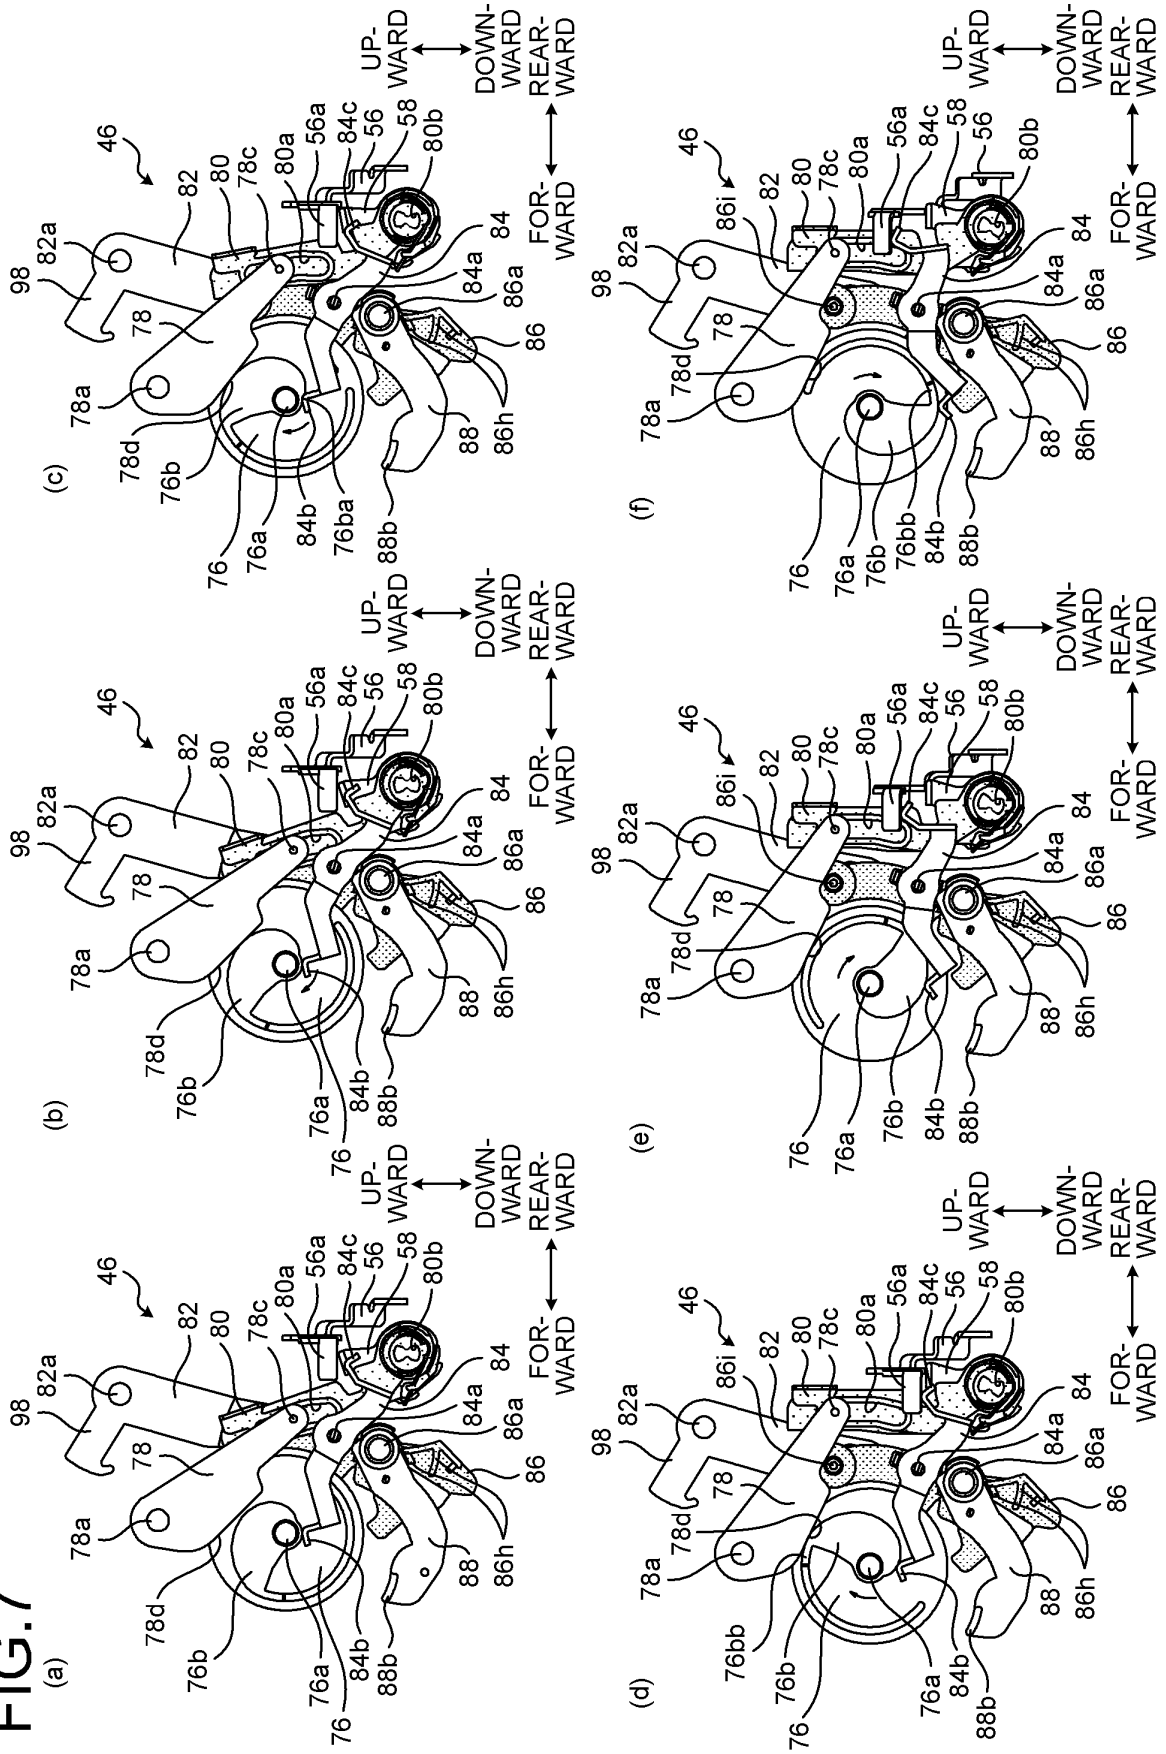 FIG.7
(a)
46
98
82a
82
80
78c
80a
56a
84c
56
58
80b
78
78a
78d
76b
76a
76
84b
88b
88
86h
86
86a
84a
84
UP-
WARD
DOWN-
WARD
FOR-
WARD
REAR-
WARD
(b)
46
98
82a
82
80
78c
80a
56a
84c
56
58
80b
78
78a
78d
76b
76a
76
84b
88b
88
86h
86
86a
84a
84
UP-
WARD
DOWN-
WARD
FOR-
WARD
REAR-
WARD
(c)
46
98
82a
82
80
78c
80a
56a
84c
56
58
80b
78
78a
78d
76b
76
76a
84b
76ba
88b
88
86h
86
86a
84a
84
UP-
WARD
DOWN-
WARD
FOR-
WARD
REAR-
WARD
(d)
46
98
82a
86i
82
80
78c
80a
56a
84c
56
58
80b
78
78d
78a
76bb
76b
76
76a
84b
88b
88
86h
86
86a
84a
84
UP-
WARD
DOWN-
WARD
FOR-
WARD
REAR-
WARD
(e)
46
98
82a
86i
82
80
78c
80a
56a
84c
56
58
80b
78
78d
78a
76
76a
76b
84b
88b
88
86h
86
86a
84a
84
UP-
WARD
DOWN-
WARD
FOR-
WARD
REAR-
WARD
(f)
46
98
82a
86i
82
80
78c
80a
56a
84c
58
56
80b
78
78d
78a
76
76a
76b
76bb
84b
88b
88
86h
86
86a
84a
84
UP-
WARD
DOWN-
WARD
FOR-
WARD
REAR-
WARD